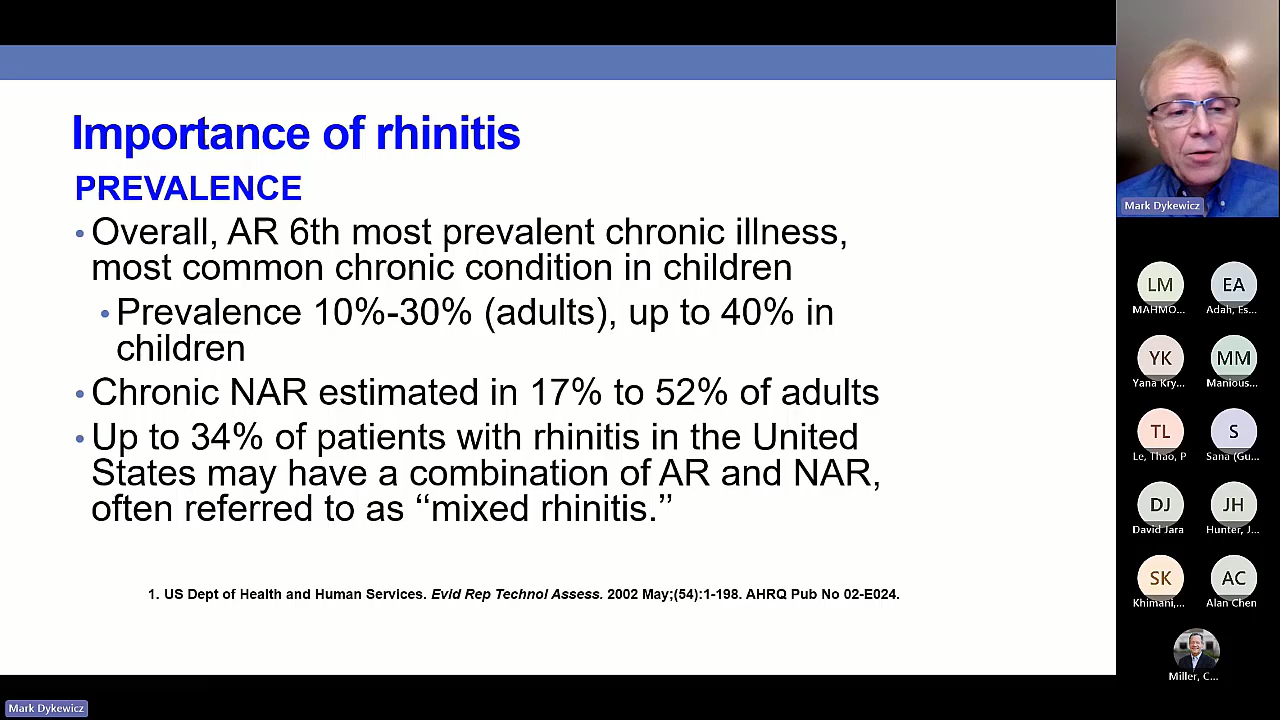 Importance of rhinitis
PREVALENCE
• Overall, AR 6th most prevalent chronic illness,
most common chronic condition in children
• Prevalence 10%-30% (adults), up to 40% in
children
• Chronic NAR estimated in 17% to 52% of adults
• Up to 34% of patients with rhinitis in the United
States may have a combination of AR and NAR,
often referred to as ‘‘mixed rhinitis.’’
1. US Dept of Health and Human Services. Evid Rep Technol Assess. 2002 May;(54):1-198. AHRQ Pub No 02-E024.
Mark Dykewicz
LM
MAHMO...
EA
Adah, Es...
YK
Yana Kry...
MM
Manious...
TL
Le, Thao, P
S
Sana (Gu...
DJ
David Jara
JH
Hunter, J...
SK
Khimani,...
AC
Alan Chen
Miller, C...
Mark Dykewicz